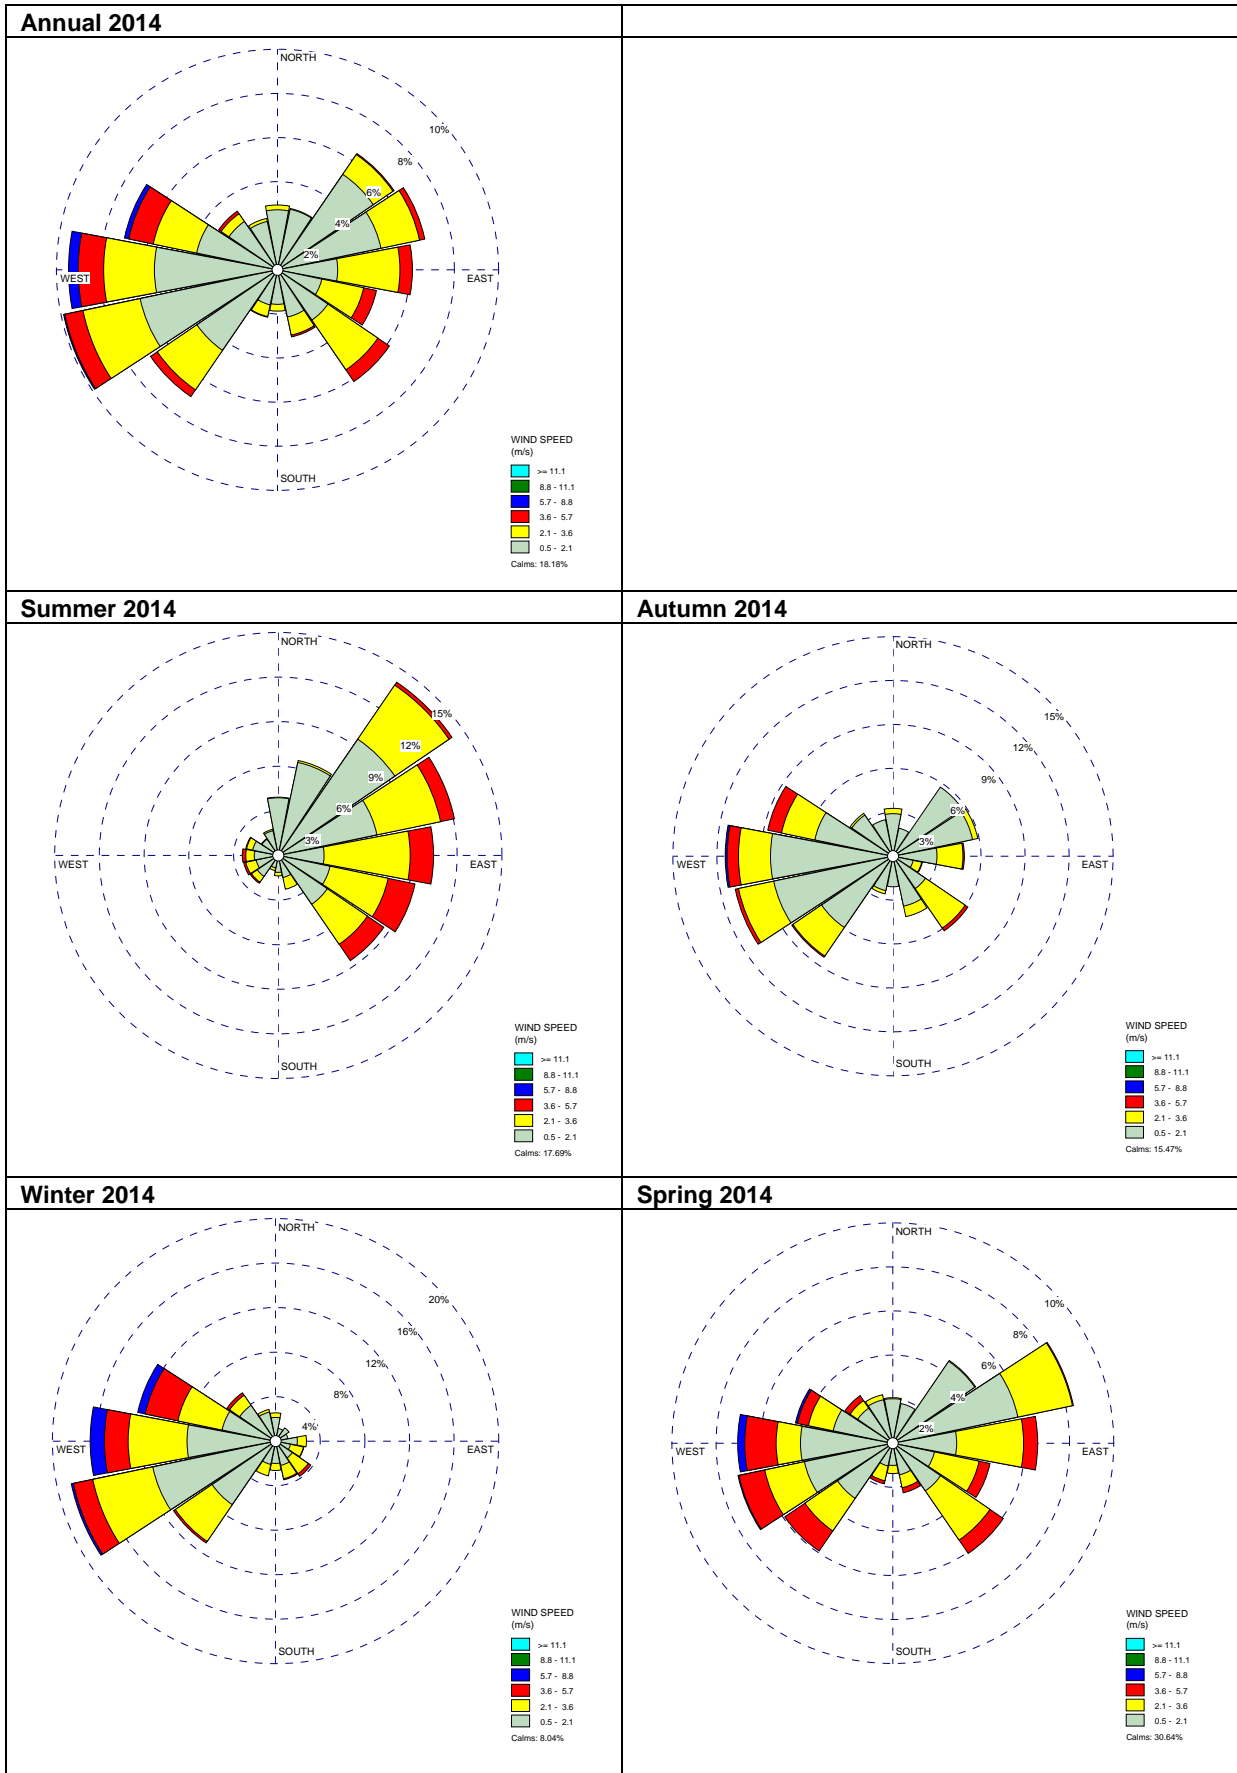 Annual 2014
NORTH
10%
8%
6%
4%
2%
WEST
EAST
SOUTH
WIND SPEED
(m/s)
>= 11.1
8.8 - 11.1
5.7 - 8.8
3.6 - 5.7
2.1 - 3.6
0.5 - 2.1
Calms: 18.18%
Summer 2014
NORTH
15%
12%
9%
6%
3%
WEST
EAST
SOUTH
WIND SPEED
(m/s)
>= 11.1
8.8 - 11.1
5.7 - 8.8
3.6 - 5.7
2.1 - 3.6
0.5 - 2.1
Calms: 17.69%
Autumn 2014
NORTH
15%
12%
9%
6%
3%
WEST
EAST
SOUTH
WIND SPEED
(m/s)
>= 11.1
8.8 - 11.1
5.7 - 8.8
3.6 - 5.7
2.1 - 3.6
0.5 - 2.1
Calms: 15.47%
Winter 2014
NORTH
20%
16%
12%
8%
4%
WEST
EAST
SOUTH
WIND SPEED
(m/s)
>= 11.1
8.8 - 11.1
5.7 - 8.8
3.6 - 5.7
2.1 - 3.6
0.5 - 2.1
Calms: 8.04%
Spring 2014
NORTH
10%
8%
6%
4%
2%
WEST
EAST
SOUTH
WIND SPEED
(m/s)
>= 11.1
8.8 - 11.1
5.7 - 8.8
3.6 - 5.7
2.1 - 3.6
0.5 - 2.1
Calms: 30.64%